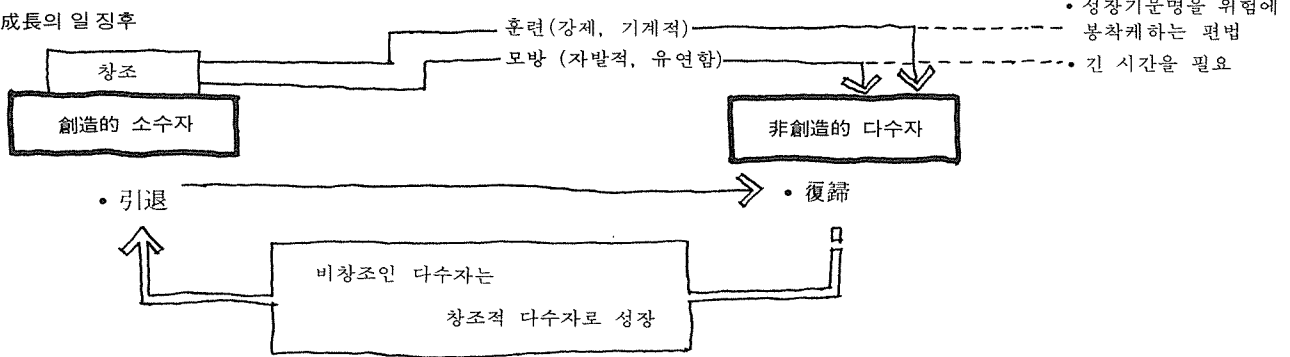 成長의 일 징후
창조
創造的 소수자
훈련(강제, 기계적)
모방 (자발적, 유연함)
• 성장기문명을 위험에
봉착케하는 편법
• 긴 시간을 필요
非創造的 다수자
• 引退
• 復歸
비창조인 다수자는
창조적 다수자로 성장